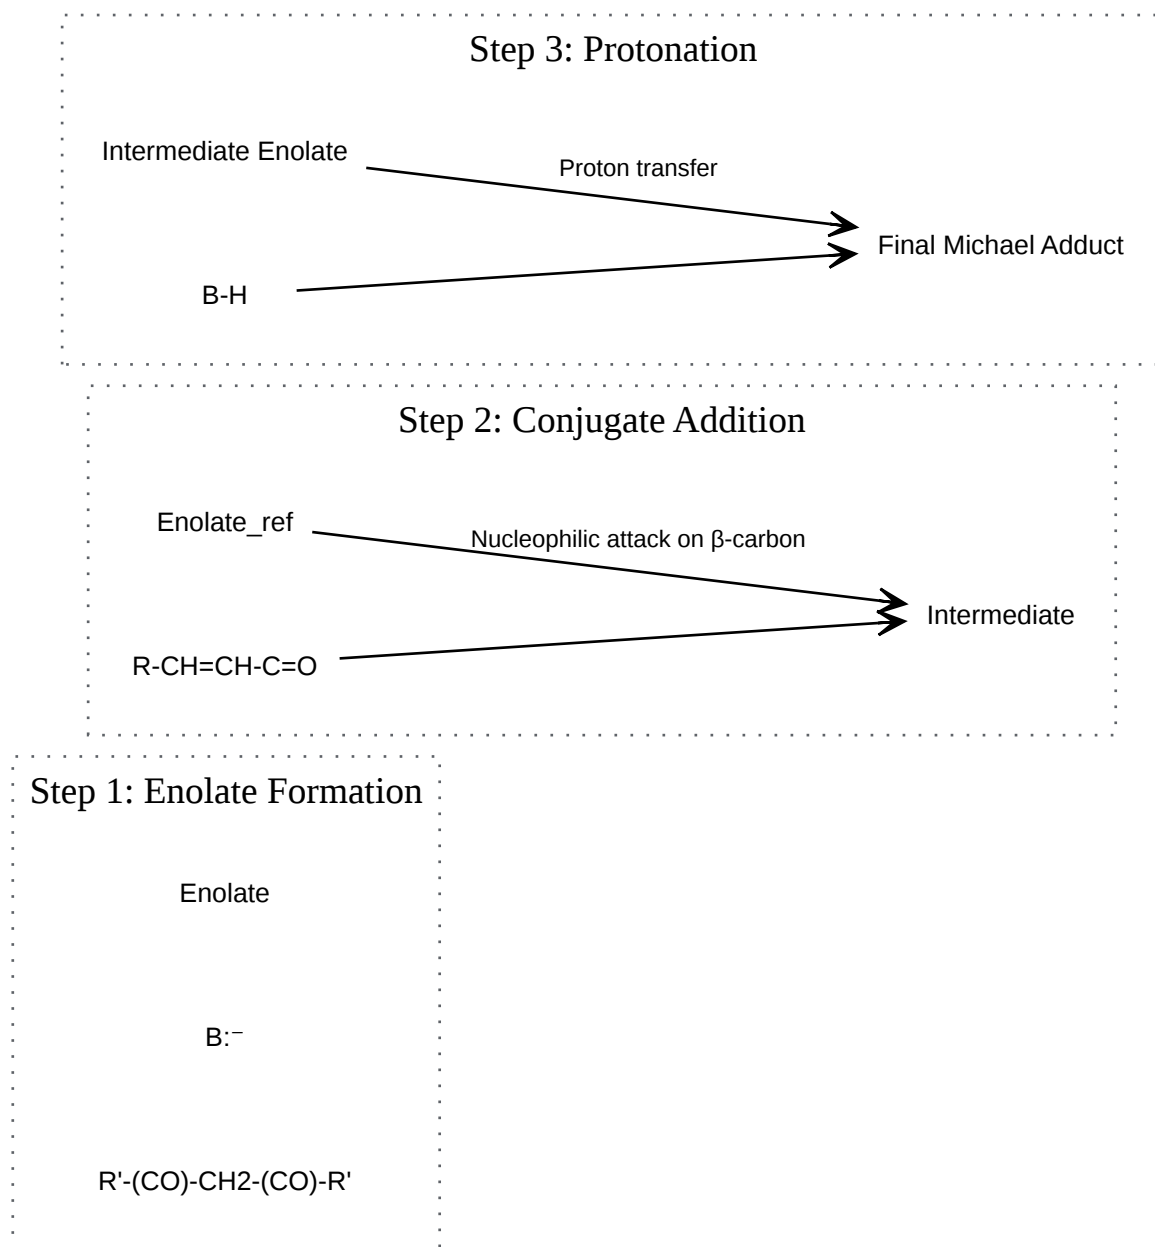 Step 3: Protonation
Intermediate Enolate
Proton transfer
Final Michael Adduct
B-H
Step 2: Conjugate Addition
Enolate_ref
Nucleophilic attack on β-carbon
Intermediate
R-CH=CH-C=O
Step 1: Enolate Formation
Enolate
B:⁻
R'-(CO)-CH2-(CO)-R'